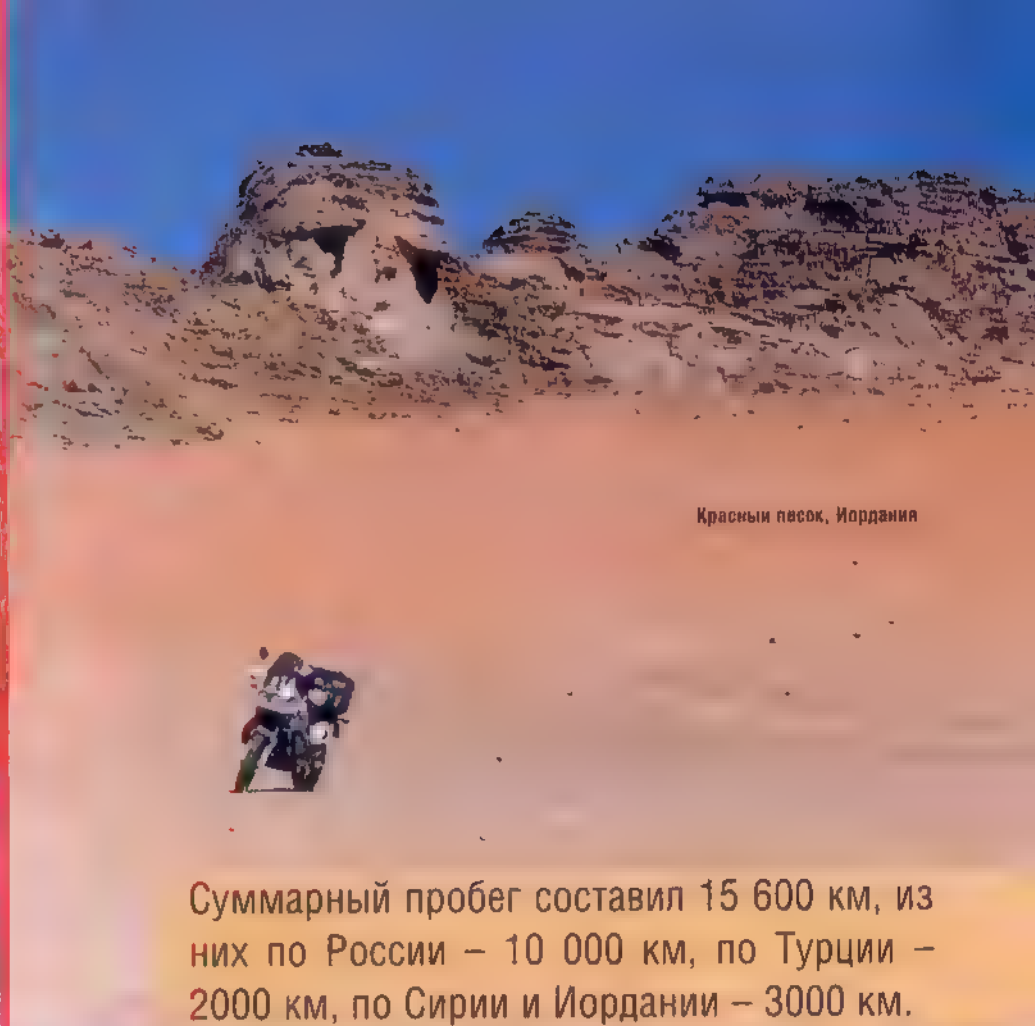 Красный песок, Иордания
Суммарный пробег составил 15 600 км, из
них по России – 10 000 км, по Турции –
2000 км, по Сирии и Иордании – 3000 км.